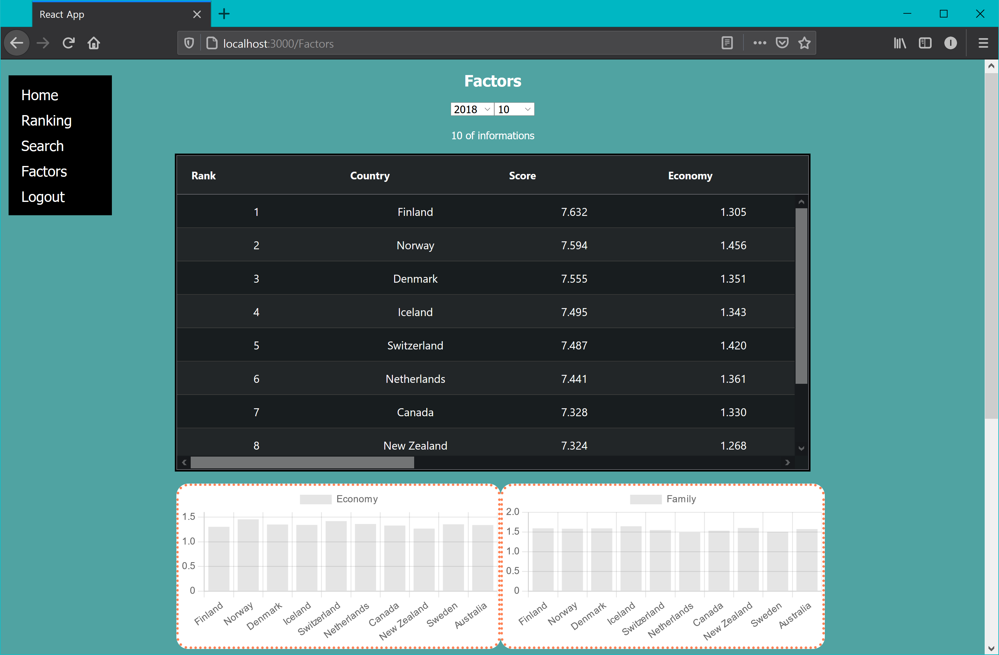 React App
localhost:3000/Factors
Home
Ranking
Search
Factors
Logout
Factors
2018 10
10 of informations
Rank Country Score Economy
1 Finland 7.632 1.305
2 Norway 7.594 1.456
3 Denmark 7.555 1.351
4 Iceland 7.495 1.343
5 Switzerland 7.487 1.420
6 Netherlands 7.441 1.361
7 Canada 7.328 1.330
8 New Zealand 7.324 1.268
Economy
1.5
1.0
0.5
0
Finland Norway Denmark Iceland Switzerland Netherlands Canada New Zealand Sweden Australia
Family
2.0
1.5
1.0
0.5
0
Finland Norway Denmark Iceland Switzerland Netherlands Canada New Zealand Sweden Australia